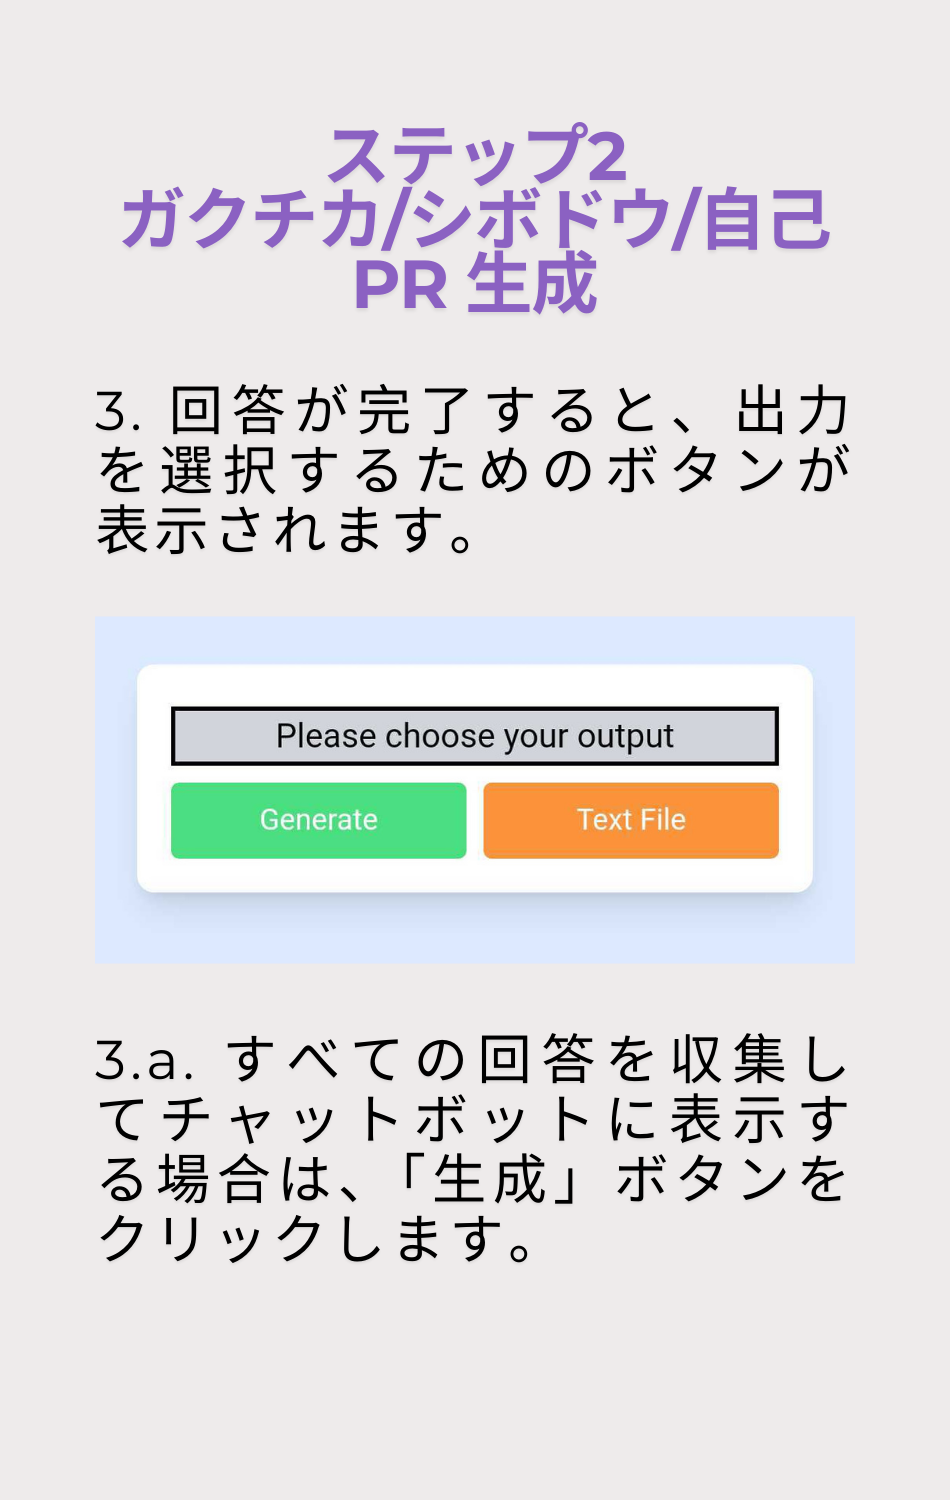 ステップ2
ガクチカ/シボドウ/自己
PR 生成
3. 回答が完了すると、出力
を選択するためのボタンが
表示されます。
Please choose your output
Generate
Text File
3.a. すべての回答を収集し
てチャットボットに表示す
る場合は、「生成」ボタンを
クリックします。